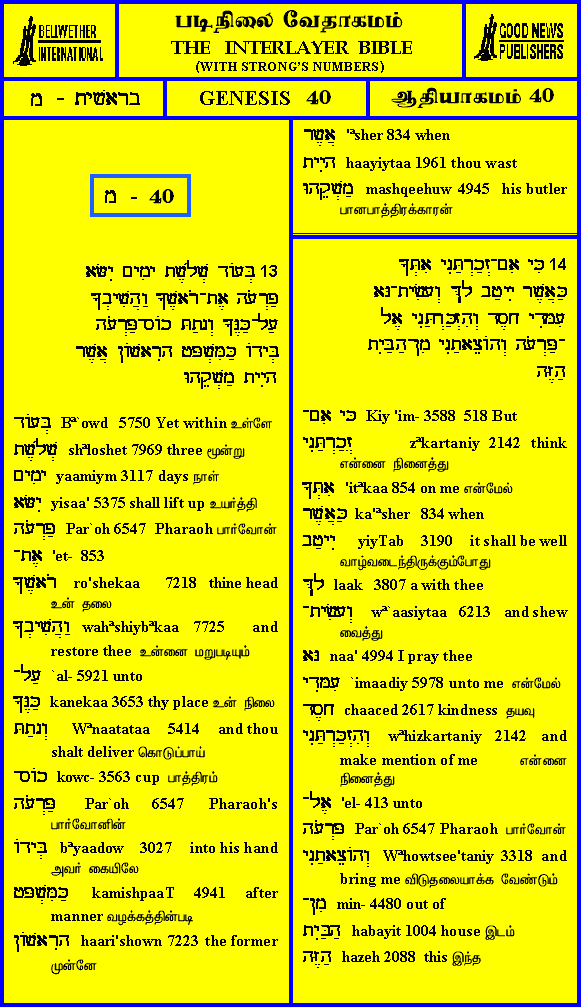 BELLWETHER
INTERNATIONAL
படிநிலை வேதாகமம்
THE INTERLAYER BIBLE
(WITH STRONG'S NUMBERS)
GOOD NEWS
PUBLISHERS
בראשית - מ
GENESIS 40
ஆதியாகமம் 40
מ - 40
13 בְּעוֹד שְׁלֹשֶׁת יָמִים יִשָּׂא
פַרְעֹה אֶת־רֹאשֶׁךָ וַהֲשִׁיבְךָ
עַל־כַּנֶּךָ וְנָתַתָּ כוֹס־פַּרְעֹה
בְּיָדוֹ כַּמִּשְׁפָּט הָרִאשׁוֹן אֲשֶׁר
הָיִיתָ מַשְׁקֵהוּ
בְּעוֹד Bª`owd 5750 Yet within உள்ளே
שְׁלֹשֶׁת shªloshet 7969 three மூன்று
יָמִים yaamiym 3117 days நாள்
יִשָּׂא yisaa' 5375 shall lift up உயர்த்தி
פַרְעֹה Par`oh 6547 Pharaoh பார்வோன்
אֶת־ 'et- 853
רֹאשֶׁךָ ro'shekaa 7218 thine head
உன் தலை
וַהֲשִׁיבְךָ wahªshiybªkaa 7725 and
restore thee உன்னை மறுபடியும்
עַל־ `al- 5921 unto
כַּנֶּךָ kanekaa 3653 thy place உன் நிலை
וְנָתַתָּ Wªnaatataa 5414 and thou
shalt deliver கொடுப்பாய்
כוֹס kowc- 3563 cup பாத்திரம்
פַּרְעֹה Par`oh 6547 Pharaoh's
பார்வோனின்
בְּיָדוֹ bªyaadow 3027 into his hand
அவர் கையிலே
כַּמִּשְׁפָּט kamishpaaT 4941 after
manner வழக்கத்தின்படி
הָרִאשׁוֹן haari'shown 7223 the former
முன்னே
אֲשֶׁר 'ªsher 834 when
הָיִיתָ haayiytaa 1961 thou wast
מַשְׁקֵהוּ mashqeehuw 4945 his butler
பானபாத்திரக்காரன்
14 כִּי אִם־זְכַרְתַּנִי אִתְּךָ
כַּאֲשֶׁר יִיטַב לָךְ וְעָשִׂיתָ־נָּא
עִמָּדִי חָסֶד וְהִזְכַּרְתַּנִי אֶל
־פַּרְעֹה וְהוֹצֵאתַנִי מִן־הַבַּיִת
הַזֶּה
כִּי אִם־ Kiy 'im- 3588 518 But
זְכַרְתַּנִי zªkartaniy 2142 think
என்னை நினைத்து
אִתְּךָ 'itªkaa 854 on me என்மேல்
כַּאֲשֶׁר ka'ªsher 834 when
יִיטַב yiyTab 3190 it shall be well
வாழ்வடைந்திருக்கும்போது
לָךְ laak 3807 a with thee
וְעָשִׂיתָ־ wª`aasiytaa 6213 and shew
வைத்து
נָּא naa' 4994 I pray thee
עִמָּדִי `imaadiy 5978 unto me என்மேல்
חָסֶד chaaced 2617 kindness தயவு
וְהִזְכַּרְתַּנִי wªhizkartaniy 2142 and
make mention of me என்னை
நினைத்து
אֶל־ 'el- 413 unto
פַּרְעֹה Par`oh 6547 Pharaoh பார்வோன்
וְהוֹצֵאתַנִי Wªhowtsee'taniy 3318 and
bring me விடுதலையாக்க வேண்டும்
מִן־ min- 4480 out of
הַבַּיִת habayit 1004 house இடம்
הַזֶּה hazeh 2088 this இந்த